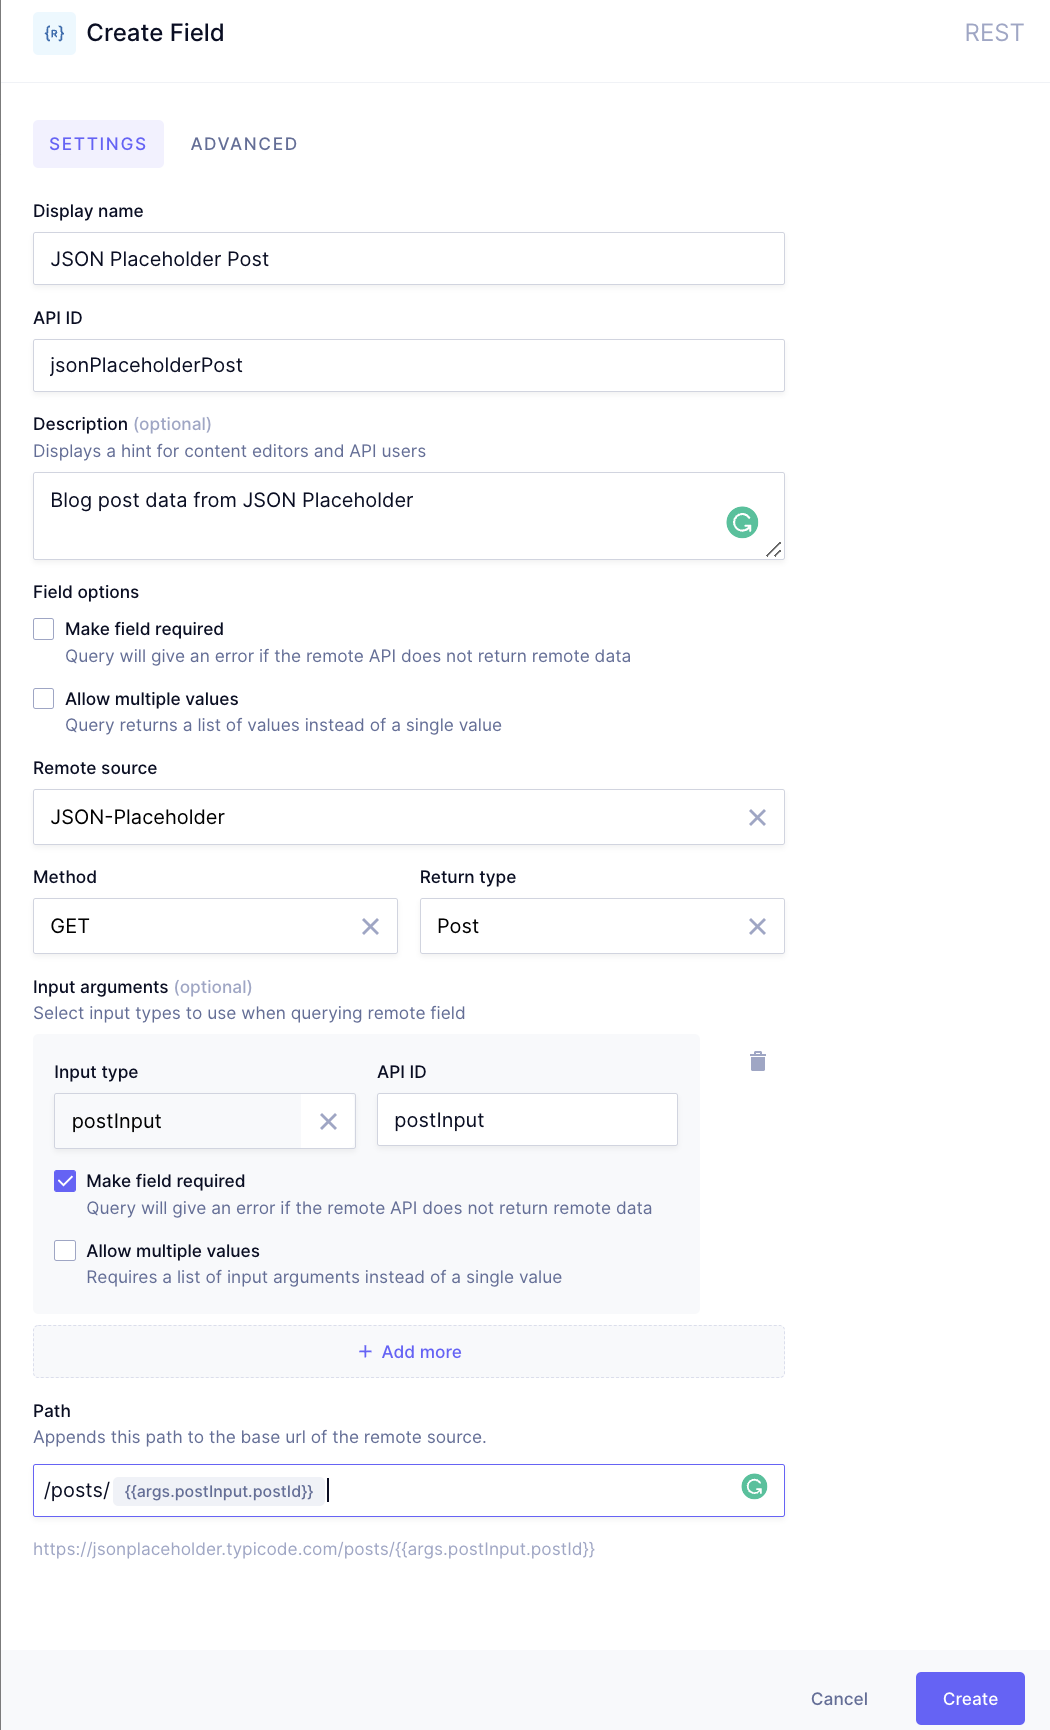 {R} Create Field REST
SETTINGS ADVANCED
Display name
JSON Placeholder Post
API ID
jsonPlaceholderPost
Description (optional)
Displays a hint for content editors and API users
Blog post data from JSON Placeholder
Field options
Make field required
Query will give an error if the remote API does not return remote data
Allow multiple values
Query returns a list of values instead of a single value
Remote source
JSON-Placeholder
Method Return type
GET Post
Input arguments (optional)
Select input types to use when querying remote field
Input type API ID
postInput postInput
Make field required
Query will give an error if the remote API does not return remote data
Allow multiple values
Requires a list of input arguments instead of a single value
+ Add more
Path
Appends this path to the base url of the remote source.
/posts/ {{args.postInput.postId}}
https://jsonplaceholder.typicode.com/posts/{{args.postInput.postId}}
Cancel Create